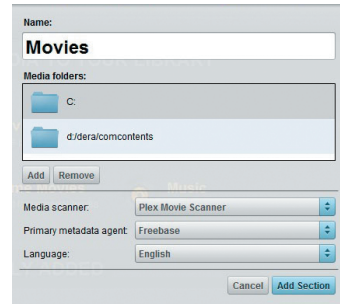 Name:
Movies
Media folders:
C:
d:/dera/comcontents
Add Remove
Media scanner: Plex Movie Scanner
Primary metadata agent: Freebase
Language: English
Cancel Add Section